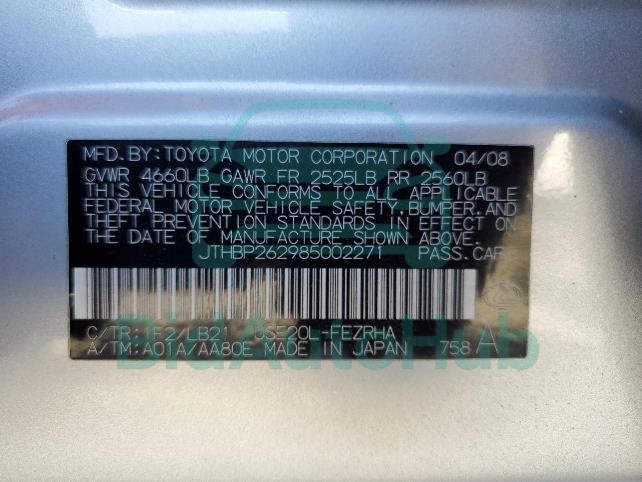 MFD.BY:TOYOTA MOTOR CORPORATION 04/08
GVWR 4660LB GAWR FR 2525LB RR 2560LB
THIS VEHICLE CONFORMS TO ALL APPLICABLE
FEDERAL MOTOR VEHICLE SAFETY,BUMPER,AND
THEFT PREVENTION STANDARDS IN EFFECT ON
THE DATE OF MANUFACTURE SHOWN ABOVE.
JTHBP262985002271 PASS.CAR
C/TR:1F2/LB21 USE20L-FEZRHA
A/TM:A01A/AA80E MADE IN JAPAN 758 A
BidAutoHub